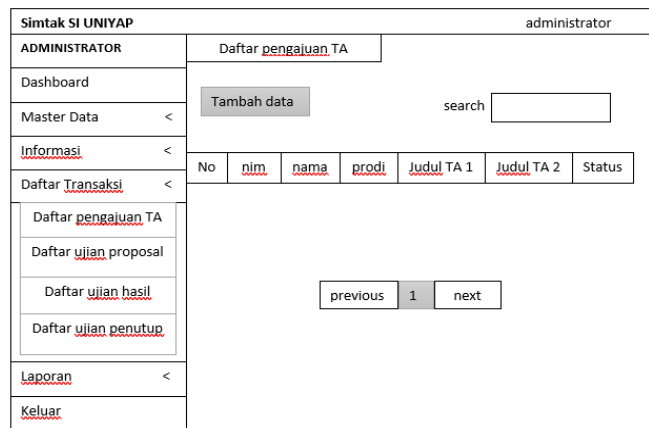 Simtak SI UNIYAP administrator
ADMINISTRATOR
Dashboard
Master Data <
Informasi <
Daftar Transaksi <
Daftar pengajuan TA
Daftar ujian proposal
Daftar ujian hasil
Daftar ujian penutup
Laporan <
Keluar
Daftar pengajuan TA
Tambah data search
No nim nama prodi Judul TA 1 Judul TA 2 Status
previous 1 next